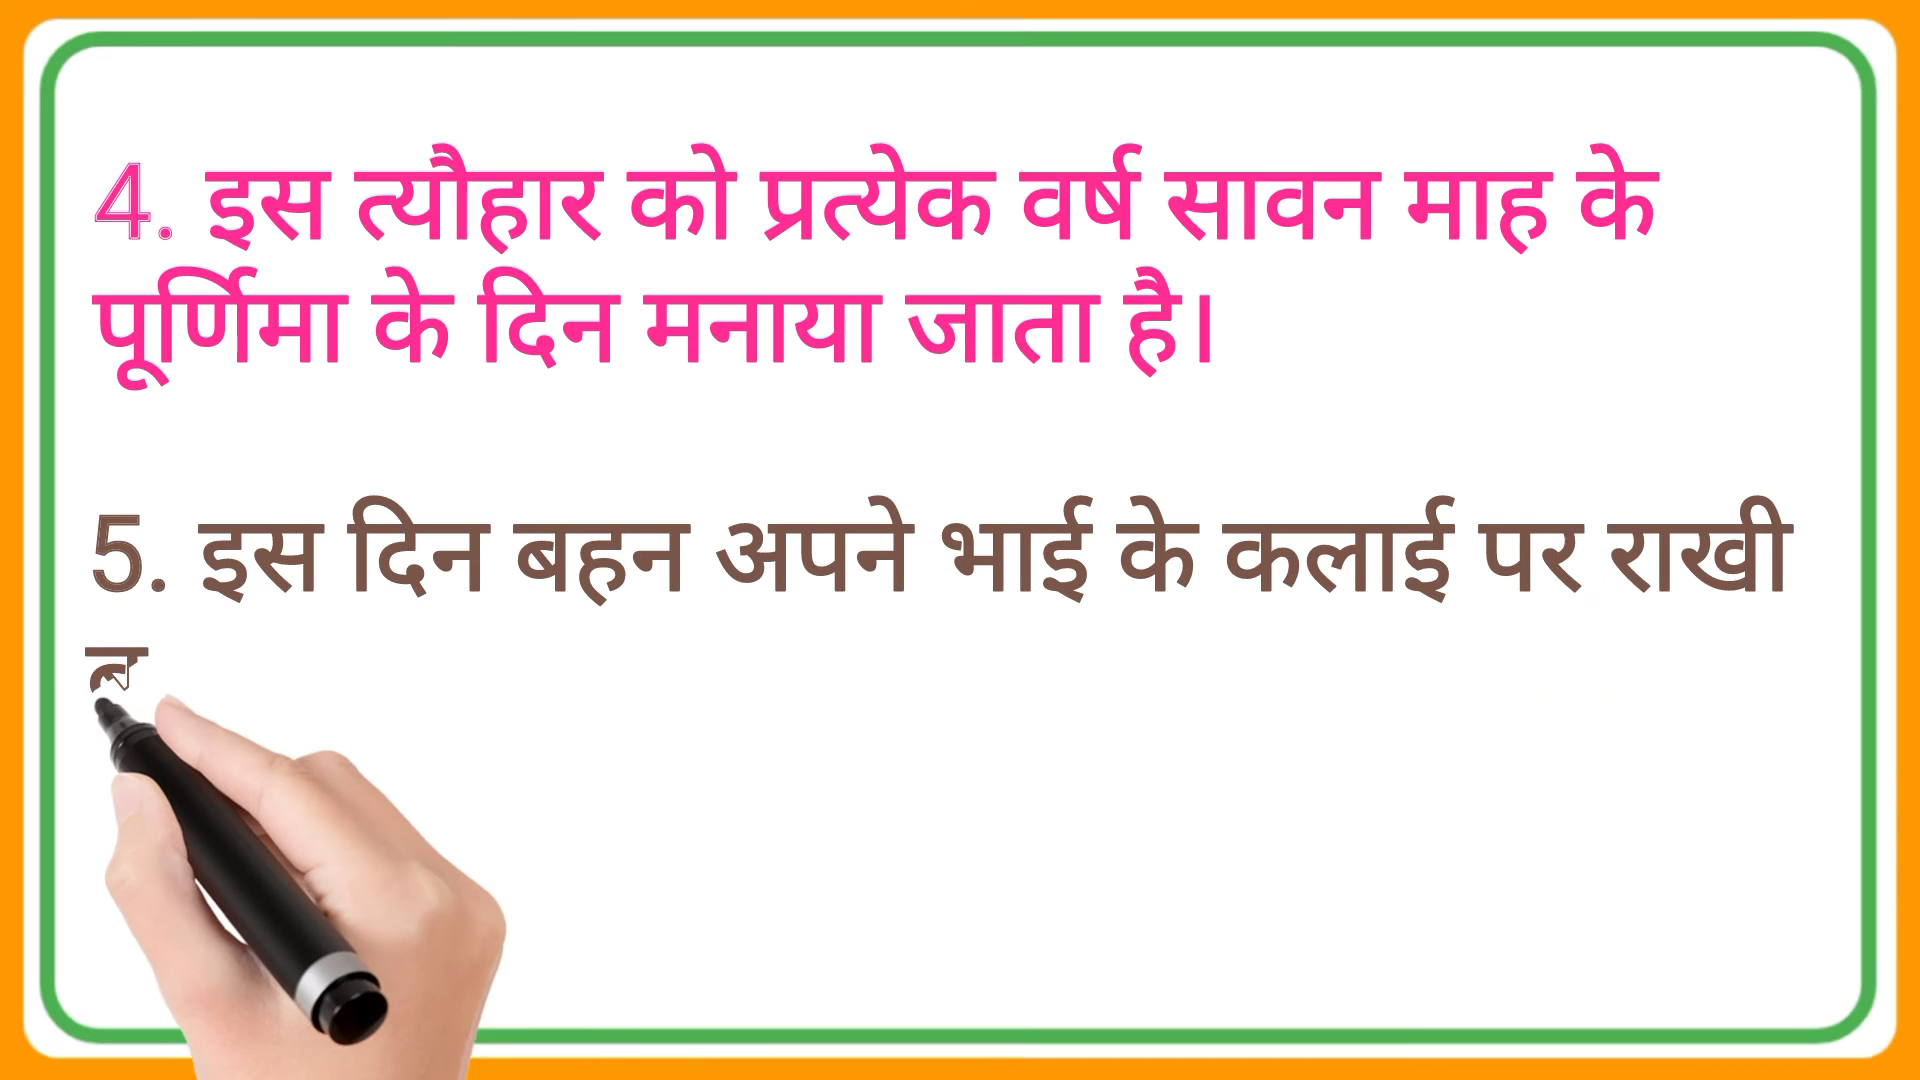 4. इस त्यौहार को प्रत्येक वर्ष सावन माह के
पूर्णिमा के दिन मनाया जाता है।
5. इस दिन बहन अपने भाई के कलाई पर राखी